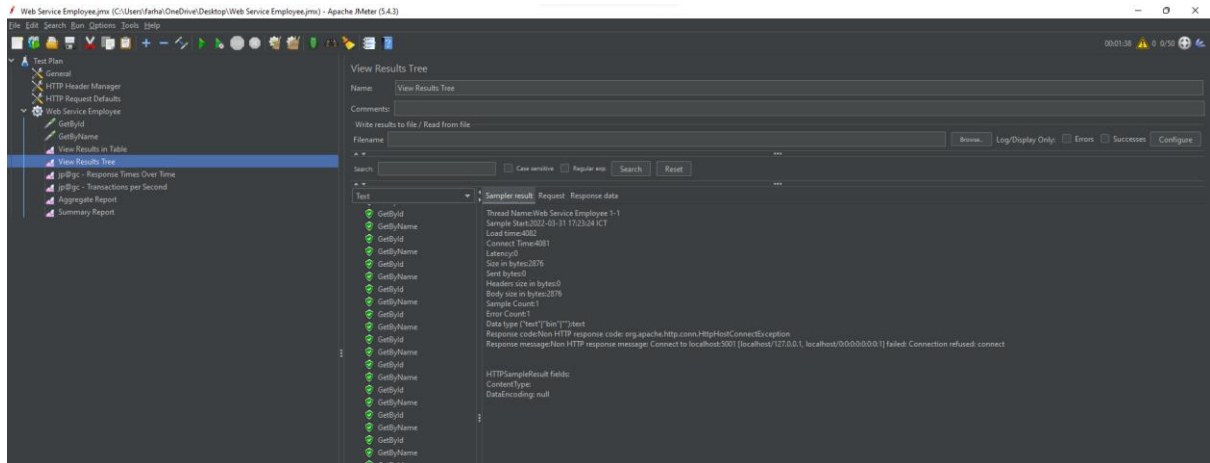 Web Service Employee.jmx (C:\Users\farha\OneDrive\Desktop\Web Service Employee.jmx) - Apache JMeter (5.4.3)
File Edit Search Run Options Tools Help
00:01:38 0 0/50
Test Plan
General
HTTP Header Manager
HTTP Request Defaults
Web Service Employee
GetById
GetByName
View Results in Table
View Results Tree
jp@gc - Response Times Over Time
jp@gc - Transactions per Second
Aggregate Report
Summary Report
View Results Tree
Name: View Results Tree
Comments:
Write results to file / Read from file
Filename Browse... Log/Display Only: Errors Successes Configure
Search: Case sensitive Regular exp. Search Reset
Text
GetById
GetByName
GetById
GetByName
GetById
GetByName
GetById
GetByName
GetById
GetByName
GetById
GetByName
GetById
GetByName
GetById
GetByName
GetById
GetByName
GetById
GetByName
Sampler result Request Response data
Thread Name:Web Service Employee 1-1
Sample Start:2022-03-31 17:23:24 ICT
Load time:4082
Connect Time:4081
Latency:0
Size in bytes:2876
Sent bytes:0
Headers size in bytes:0
Body size in bytes:2876
Sample Count:1
Error Count:1
Data type ("text"|"bin"|""):text
Response code:Non HTTP response code: org.apache.http.conn.HttpHostConnectException
Response message:Non HTTP response message: Connect to localhost:5001 [localhost/127.0.0.1, localhost/0:0:0:0:0:0:0:1] failed: Connection refused: connect
HTTPSampleResult fields:
ContentType:
DataEncoding: null